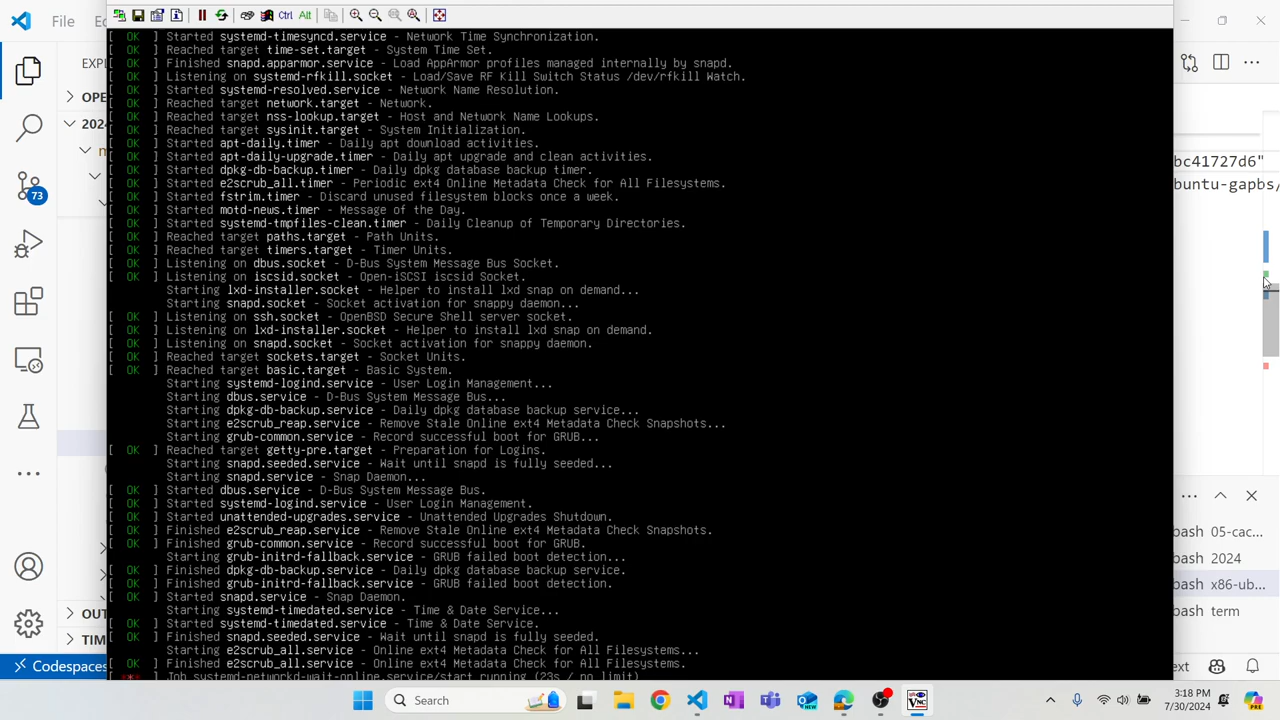 File
Ctrl
Alt
EXPL
OPE
202
bc41727d6"
buntu-gapbs/
73
[ OK ] Started systemd-timesyncd.service - Network Time Synchronization.
[ OK ] Reached target time-set.target - System Time Set.
[ OK ] Finished snapd.apparmor.service - Load AppArmor profiles managed internally by snapd.
[ OK ] Listening on systemd-rfkill.socket - Load/Save RF Kill Switch Status /dev/rfkill Watch.
[ OK ] Started systemd-resolved.service - Network Name Resolution.
[ OK ] Reached target network.target - Network.
[ OK ] Reached target nss-lookup.target - Host and Network Name Lookups.
[ OK ] Reached target sysinit.target - System Initialization.
[ OK ] Started apt-daily.timer - Daily apt download activities.
[ OK ] Started apt-daily-upgrade.timer - Daily apt upgrade and clean activities.
[ OK ] Started dpkg-db-backup.timer - Daily dpkg database backup timer.
[ OK ] Started e2scrub_all.timer - Periodic ext4 Online Metadata Check for All Filesystems.
[ OK ] Started fstrim.timer - Discard unused filesystem blocks once a week.
[ OK ] Started motd-news.timer - Message of the Day.
[ OK ] Started systemd-tmpfiles-clean.timer - Daily Cleanup of Temporary Directories.
[ OK ] Reached target paths.target - Path Units.
[ OK ] Reached target timers.target - Timer Units.
[ OK ] Listening on dbus.socket - D-Bus System Message Bus Socket.
[ OK ] Listening on iscsid.socket - Open-iSCSI iscsid Socket.
Starting lxd-installer.socket - Helper to install lxd snap on demand...
Starting snapd.socket - Socket activation for snappy daemon...
[ OK ] Listening on ssh.socket - OpenBSD Secure Shell server socket.
[ OK ] Listening on lxd-installer.socket - Helper to install lxd snap on demand.
[ OK ] Listening on snapd.socket - Socket activation for snappy daemon.
[ OK ] Reached target sockets.target - Socket Units.
[ OK ] Reached target basic.target - Basic System.
Starting systemd-logind.service - User Login Management...
Starting dbus.service - D-Bus System Message Bus...
Starting dpkg-db-backup.service - Daily dpkg database backup service...
Starting e2scrub_reap.service - Remove Stale Online ext4 Metadata Check Snapshots...
Starting grub-common.service - Record successful boot for GRUB...
[ OK ] Reached target getty-pre.target - Preparation for Logins.
Starting snapd.seeded.service - Wait until snapd is fully seeded...
Starting snapd.service - Snap Daemon...
[ OK ] Started dbus.service - D-Bus System Message Bus.
[ OK ] Started systemd-logind.service - User Login Management.
[ OK ] Started unattended-upgrades.service - Unattended Upgrades Shutdown.
[ OK ] Finished e2scrub_reap.service - Remove Stale Online ext4 Metadata Check Snapshots.
[ OK ] Finished grub-common.service - Record successful boot for GRUB.
Starting grub-initrd-fallback.service - GRUB failed boot detection...
[ OK ] Finished dpkg-db-backup.service - Daily dpkg database backup service.
[ OK ] Finished grub-initrd-fallback.service - GRUB failed boot detection.
[ OK ] Started snapd.service - Snap Daemon.
Starting systemd-timedated.service - Time & Date Service...
[ OK ] Started systemd-timedated.service - Time & Date Service.
[ OK ] Finished snapd.seeded.service - Wait until snapd is fully seeded.
Starting e2scrub_all.service - Online ext4 Metadata Check for All Filesystems...
[ OK ] Finished e2scrub_all.service - Online ext4 Metadata Check for All Filesystems.
[ *** ] Job systemd-networkd-wait-online.service/start running (23s / no limit)
bash 05-cac...
bash 2024
bash x86-ub...
bash term
OUT
TIM
Codespaces
ext
Search
VNC
3:18 PM
7/30/2024
PRE